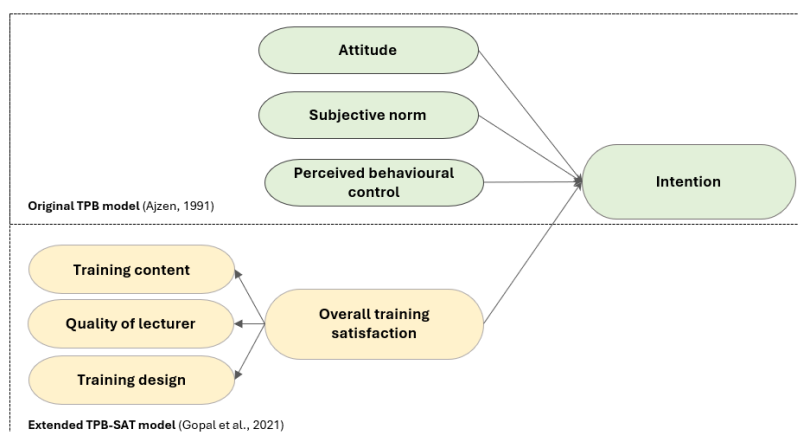 Attitude
Subjective norm
Perceived behavioural
control
Intention
Original TPB model (Ajzen, 1991)
Training content
Quality of lecturer
Training design
Overall training
satisfaction
Extended TPB-SAT model (Gopal et al., 2021)